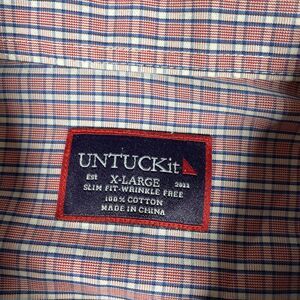 UNTUCKit
Est X-LARGE 2011
SLIM FIT-WRINKLE FREE
100% COTTON
MADE IN CHINA